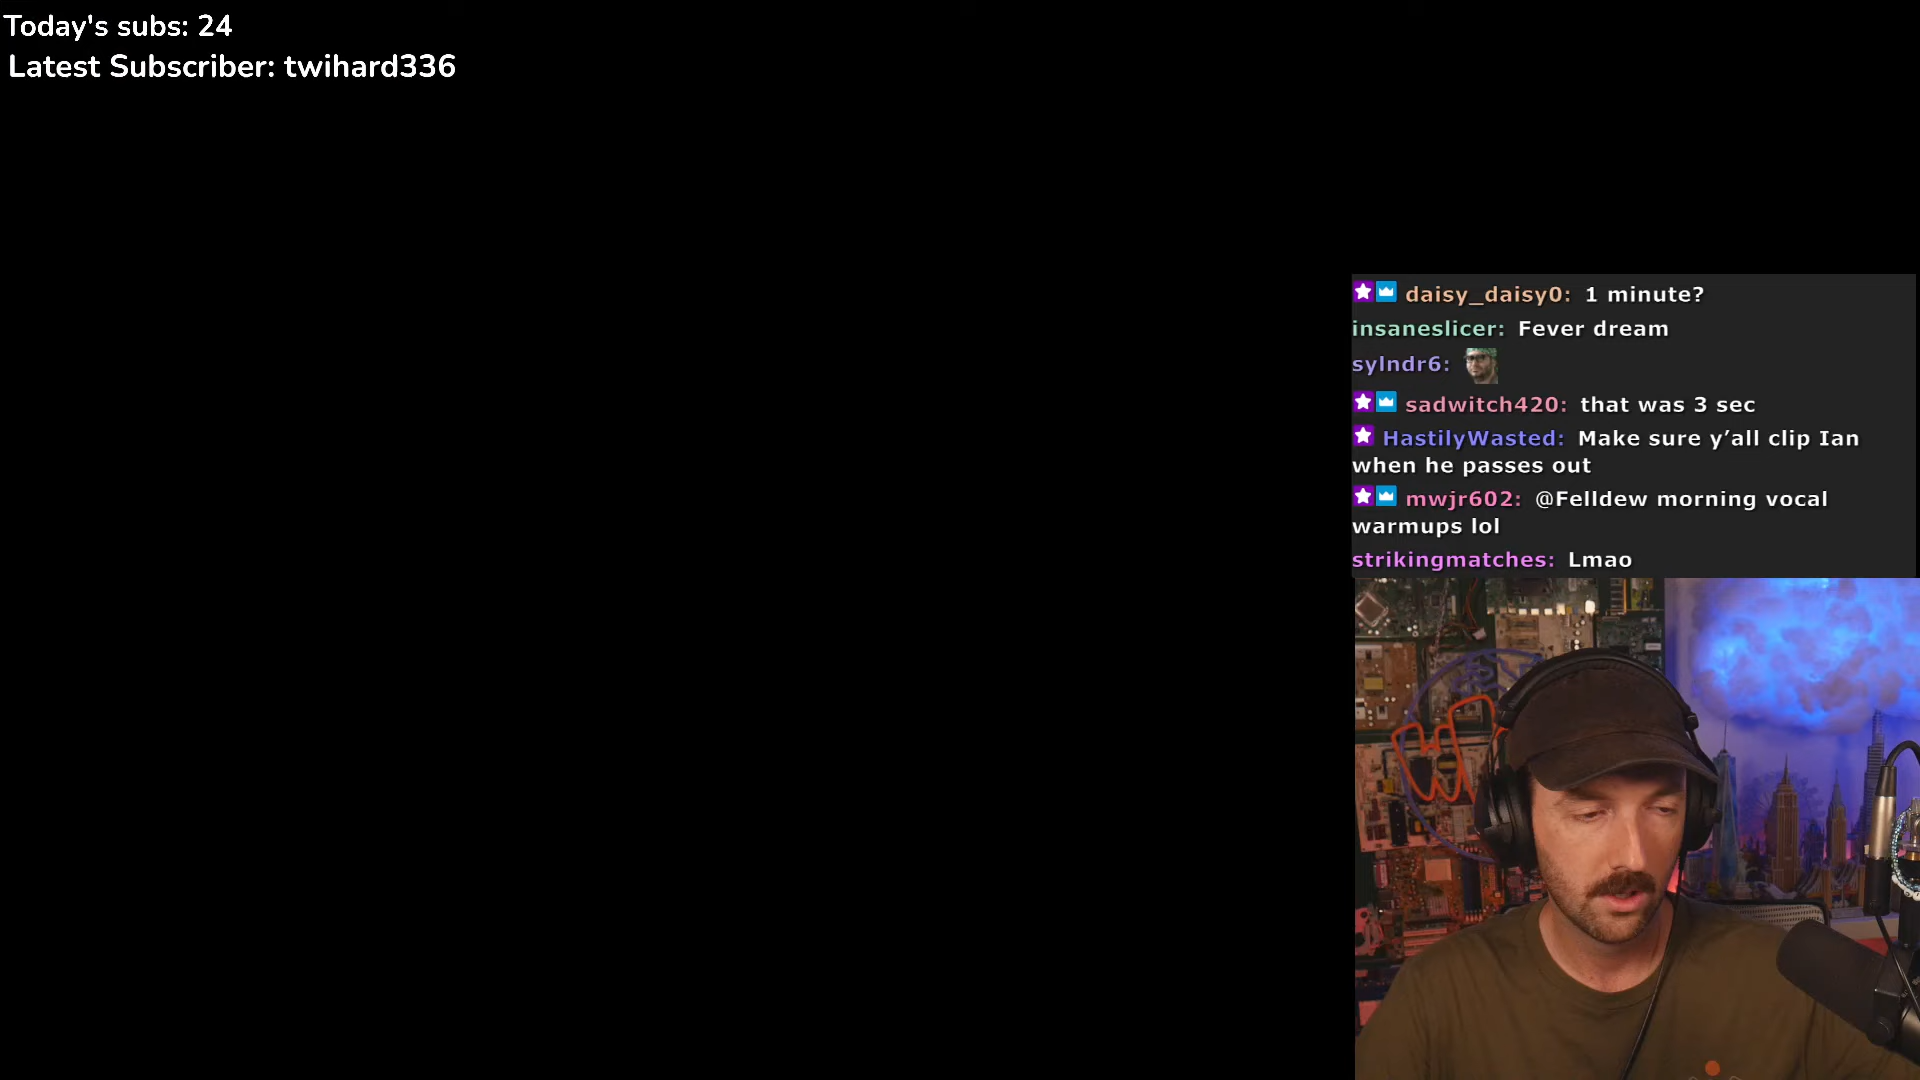 Today's subs: 24
Latest Subscriber: twihard336
daisy_daisy0: 1 minute?
insaneslicer: Fever dream
sylndr6:
sadwitch420: that was 3 sec
HastilyWasted: Make sure y’all clip Ian
when he passes out
mwjr602: @Felldew morning vocal
warmups lol
strikingmatches: Lmao